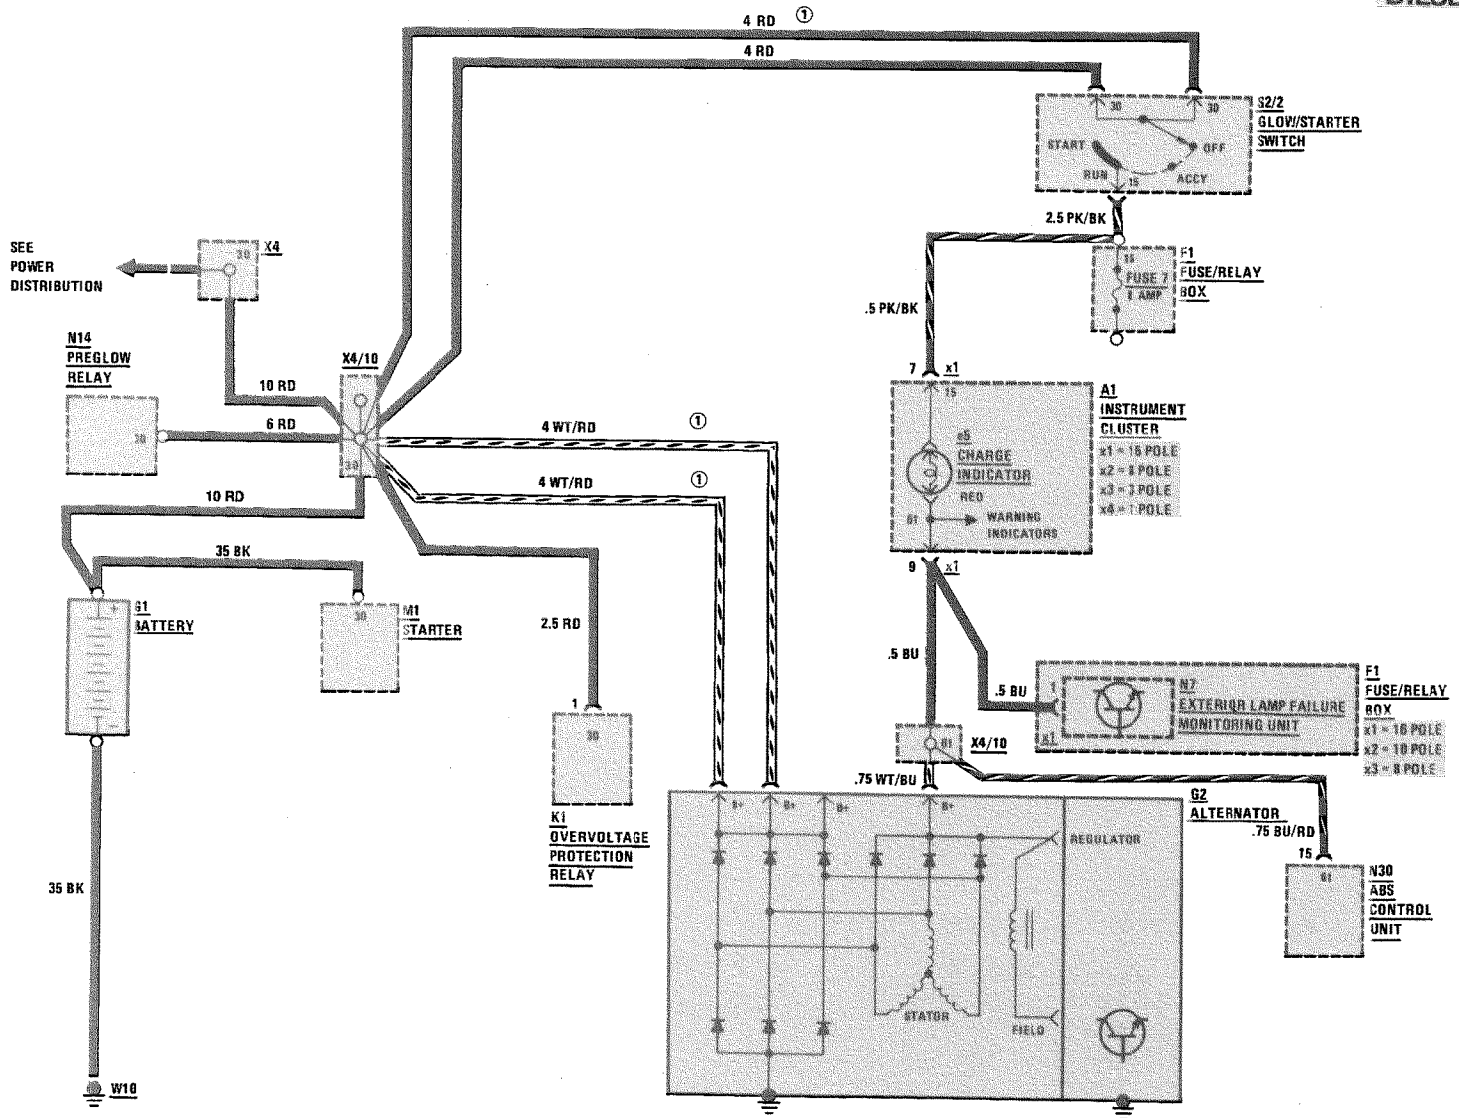 4 RD ①
4 RD
30 30
S2/2
GLOW/STARTER
SWITCH
START
OFF
RUN
15
ACCY
2.5 PK/BK
SEE
POWER
DISTRIBUTION
30
X4
15
FUSE 7
8 AMP
F1
FUSE/RELAY
BOX
.5 PK/BK
N14
PREGLOW
RELAY
30
X4/10
10 RD
6 RD
30
7 x1
15
A1
INSTRUMENT
CLUSTER
x1 = 15 POLE
x2 = 8 POLE
x3 = 3 POLE
x4 = 1 POLE
e5
CHARGE
INDICATOR
RED
61
WARNING
INDICATORS
4 WT/RD ①
4 WT/RD ①
10 RD
35 BK
9 x1
G1
BATTERY
+
-
30
M1
STARTER
2.5 RD
.5 BU
.5 BU
1
x1
N7
EXTERIOR LAMP FAILURE
MONITORING UNIT
F1
FUSE/RELAY
BOX
x1 = 16 POLE
x2 = 10 POLE
x3 = 8 POLE
1
30
K1
OVERVOLTAGE
PROTECTION
RELAY
61
X4/10
.75 WT/BU
G2
ALTERNATOR
.75 BU/RD
B+ B+ B+ B+
REGULATOR
15
61
N30
ABS
CONTROL
UNIT
35 BK
STATOR
FIELD
W10